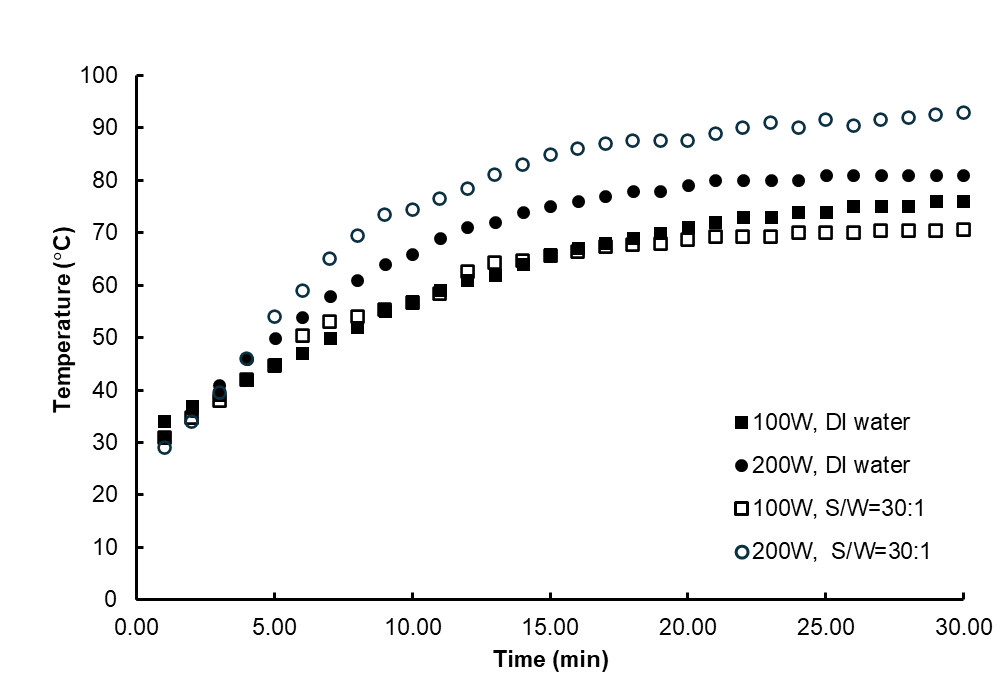 100
90
80
70
60
50
40
30
20
10
0
Temperature (°C)
100W, DI water
200W, DI water
100W, S/W=30:1
200W,  S/W=30:1
0.00 5.00 10.00 15.00 20.00 25.00 30.00
Time (min)